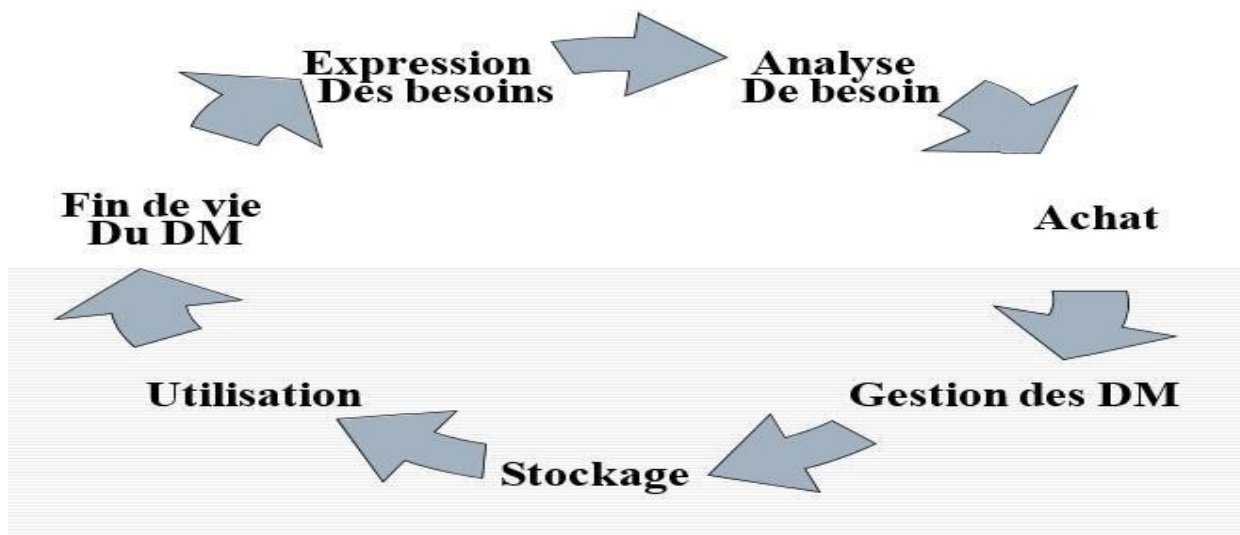 Expression
Des besoins
Analyse
De besoin
Achat
Gestion des DM
Stockage
Utilisation
Fin de vie
Du DM